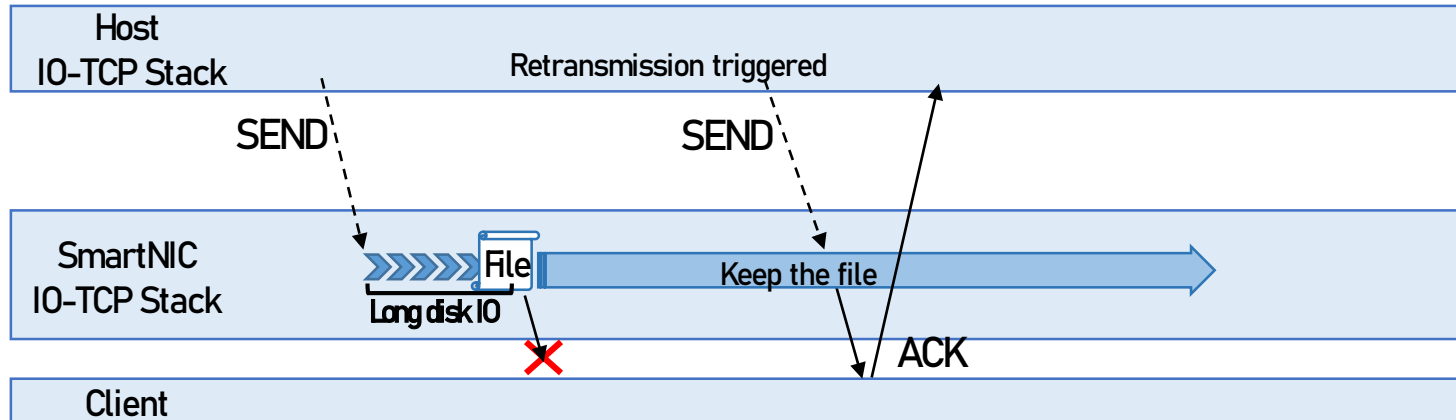 Host
IO-TCP Stack
Retransmission triggered
SEND
SEND
SmartNIC
IO-TCP Stack
File
Keep the file
Long disk IO
ACK
Client